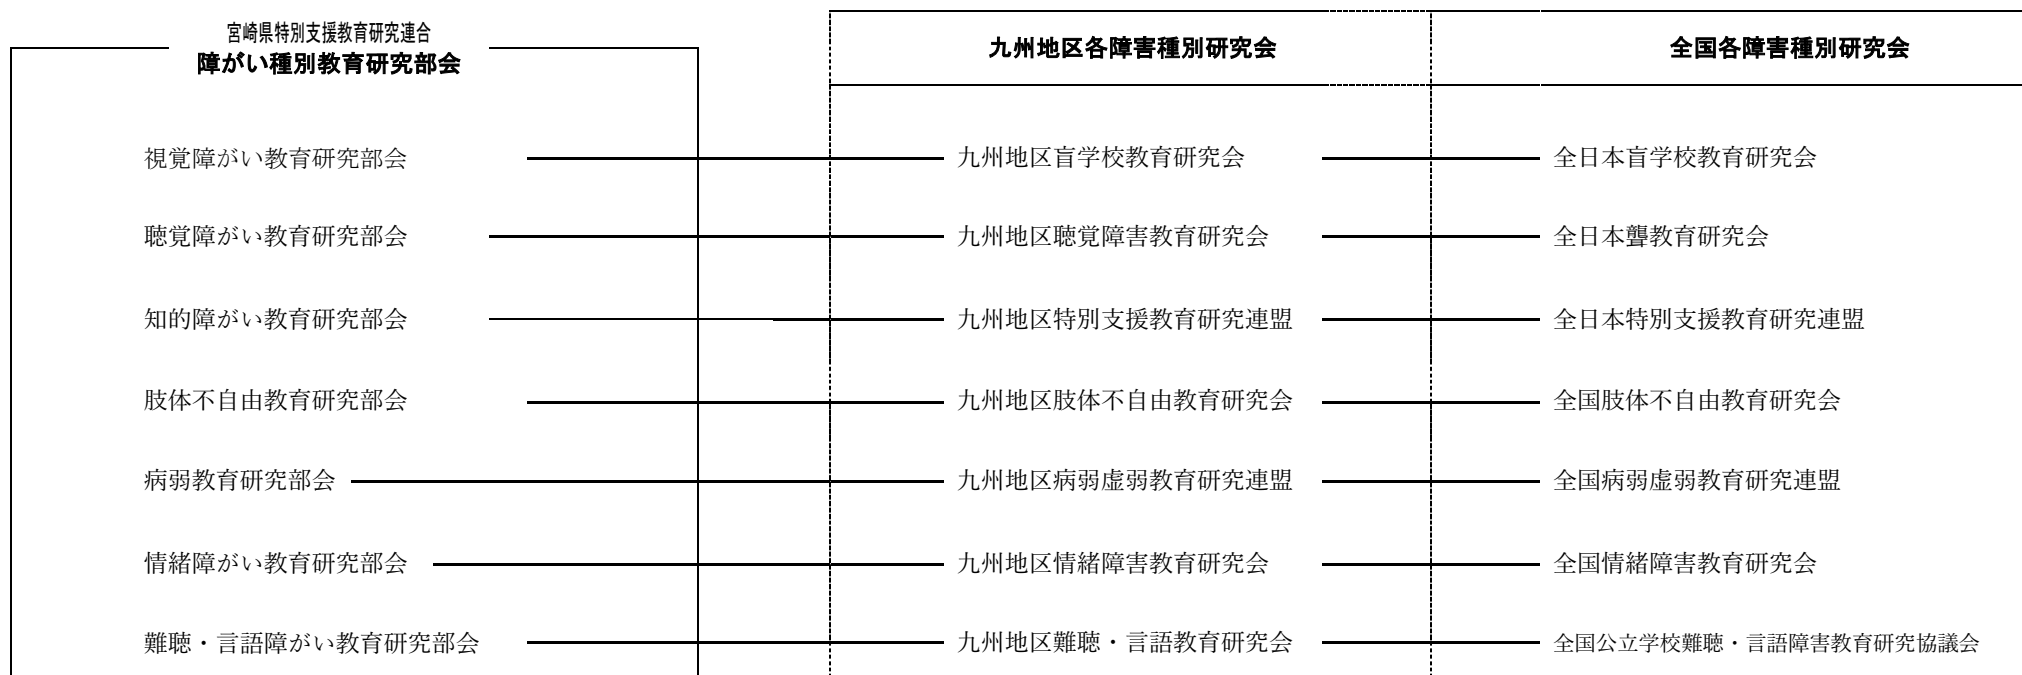 宮崎県特別支援教育研究連合
障がい種別教育研究部会
九州地区各障害種別研究会
全国各障害種別研究会
視覚障がい教育研究部会
九州地区盲学校教育研究会
全日本盲学校教育研究会
聴覚障がい教育研究部会
九州地区聴覚障害教育研究会
全日本聾教育研究会
知的障がい教育研究部会
九州地区特別支援教育研究連盟
全日本特別支援教育研究連盟
肢体不自由教育研究部会
九州地区肢体不自由教育研究会
全国肢体不自由教育研究会
病弱教育研究部会
九州地区病弱虚弱教育研究連盟
全国病弱虚弱教育研究連盟
情緒障がい教育研究部会
九州地区情緒障害教育研究会
全国情緒障害教育研究会
難聴・言語障がい教育研究部会
九州地区難聴・言語教育研究会
全国公立学校難聴・言語障害教育研究協議会